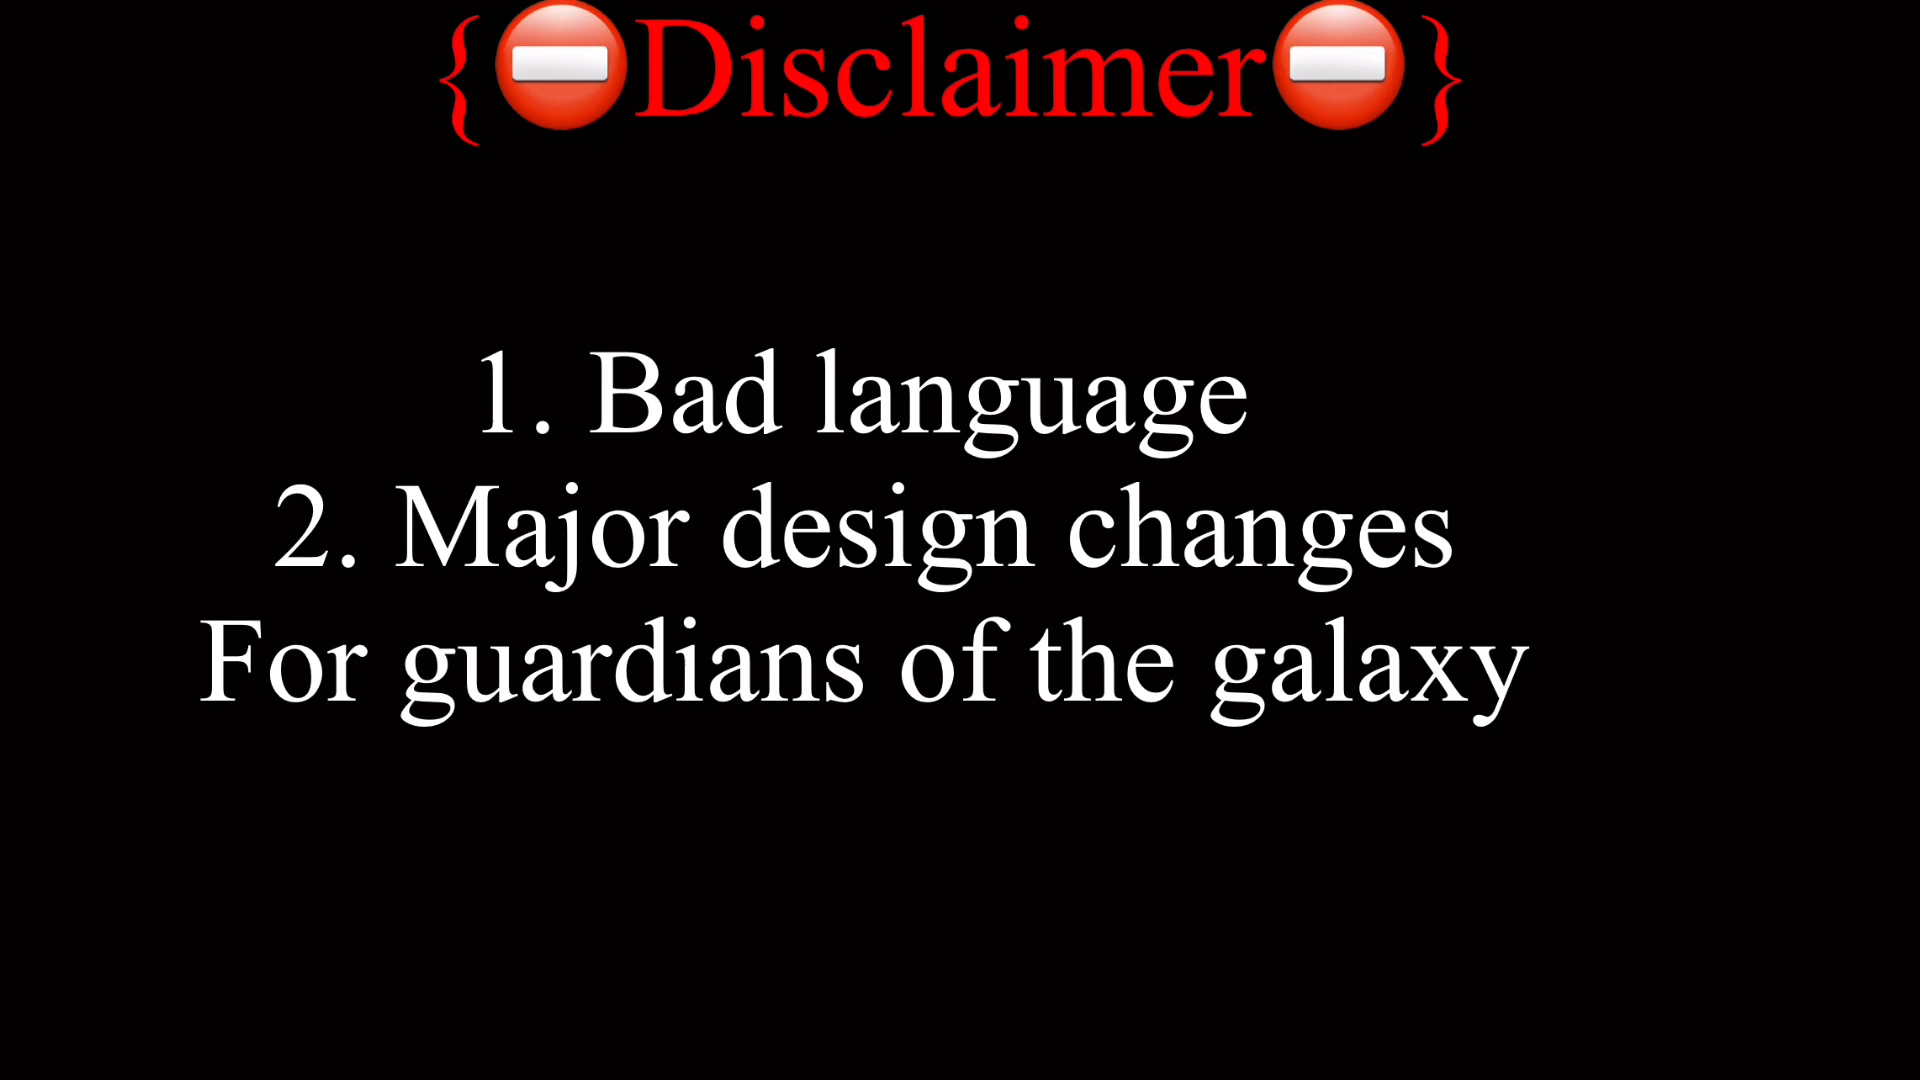 {⛔Disclaimer⛔}
1. Bad language
2. Major design changes
For guardians of the galaxy